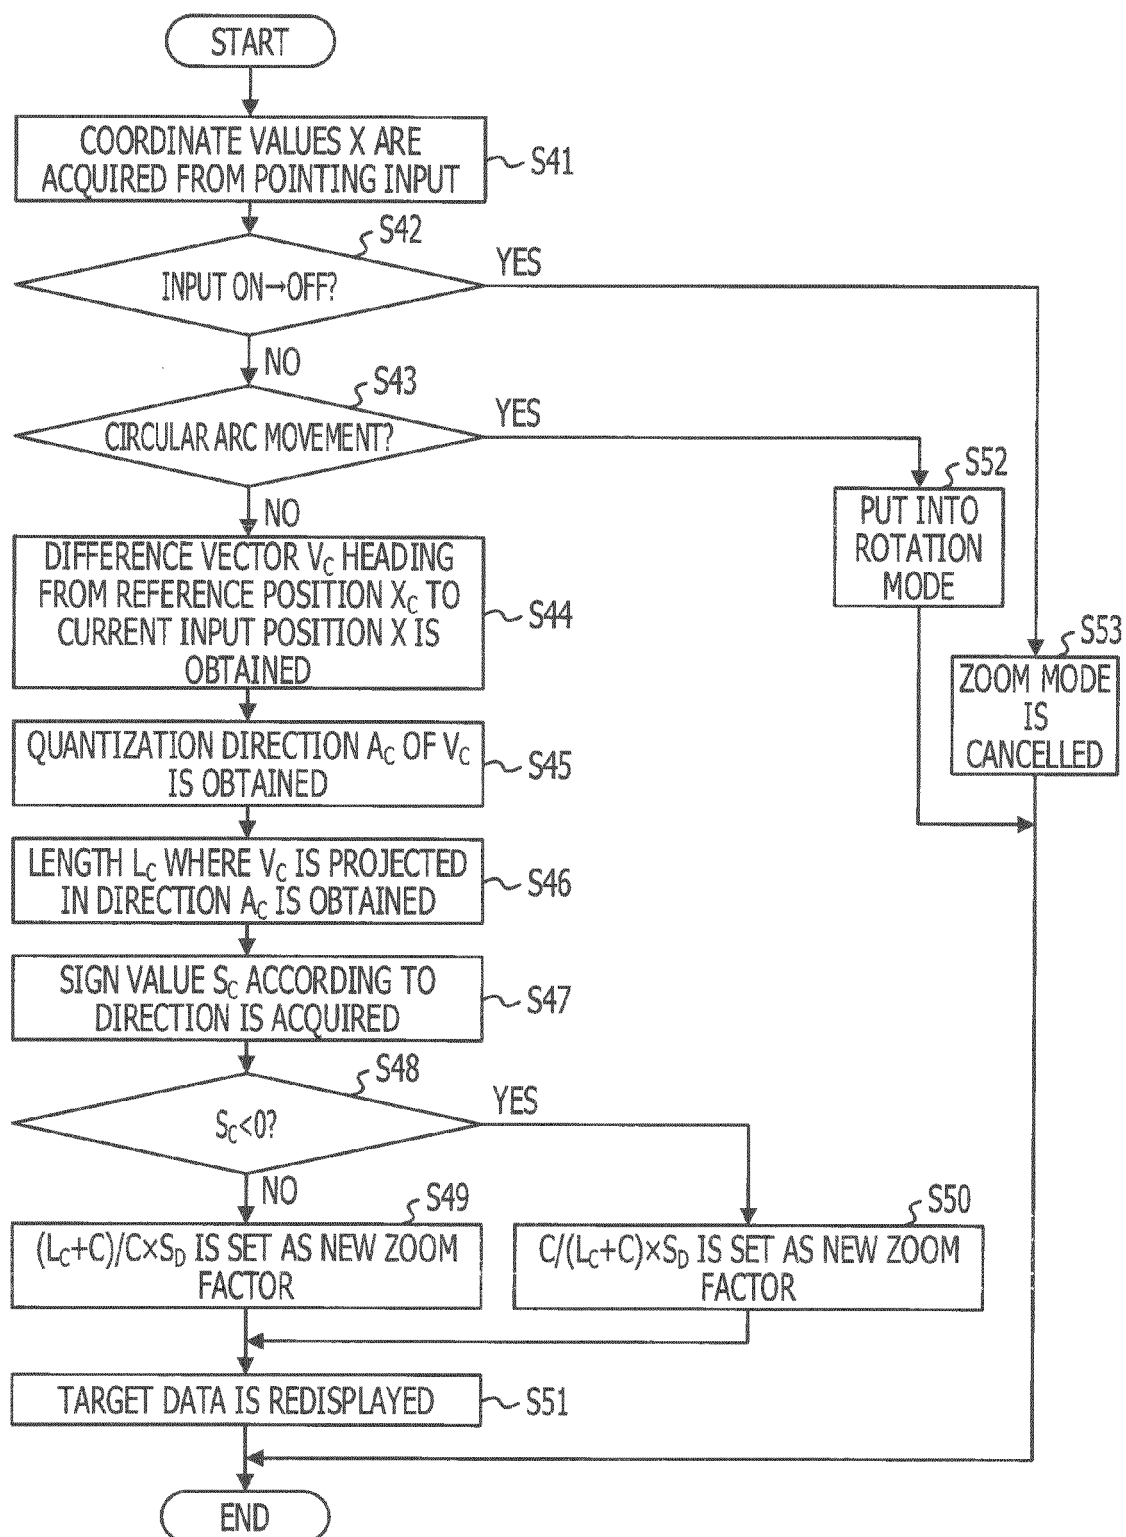 START
COORDINATE VALUES X ARE
ACQUIRED FROM POINTING INPUT
S41
S42
INPUT ON→OFF?
YES
NO
S43
CIRCULAR ARC MOVEMENT?
YES
NO
S52
PUT INTO
ROTATION
MODE
DIFFERENCE VECTOR VC HEADING
FROM REFERENCE POSITION XC TO
CURRENT INPUT POSITION X IS
OBTAINED
S44
S53
ZOOM MODE
IS
CANCELLED
QUANTIZATION DIRECTION AC OF VC
IS OBTAINED
S45
LENGTH LC WHERE VC IS PROJECTED
IN DIRECTION AC IS OBTAINED
S46
SIGN VALUE SC ACCORDING TO
DIRECTION IS ACQUIRED
S47
S48
SC<0?
YES
NO
S49
(LC+C)/C×SD IS SET AS NEW ZOOM
FACTOR
S50
C/(LC+C)×SD IS SET AS NEW ZOOM
FACTOR
TARGET DATA IS REDISPLAYED
S51
END